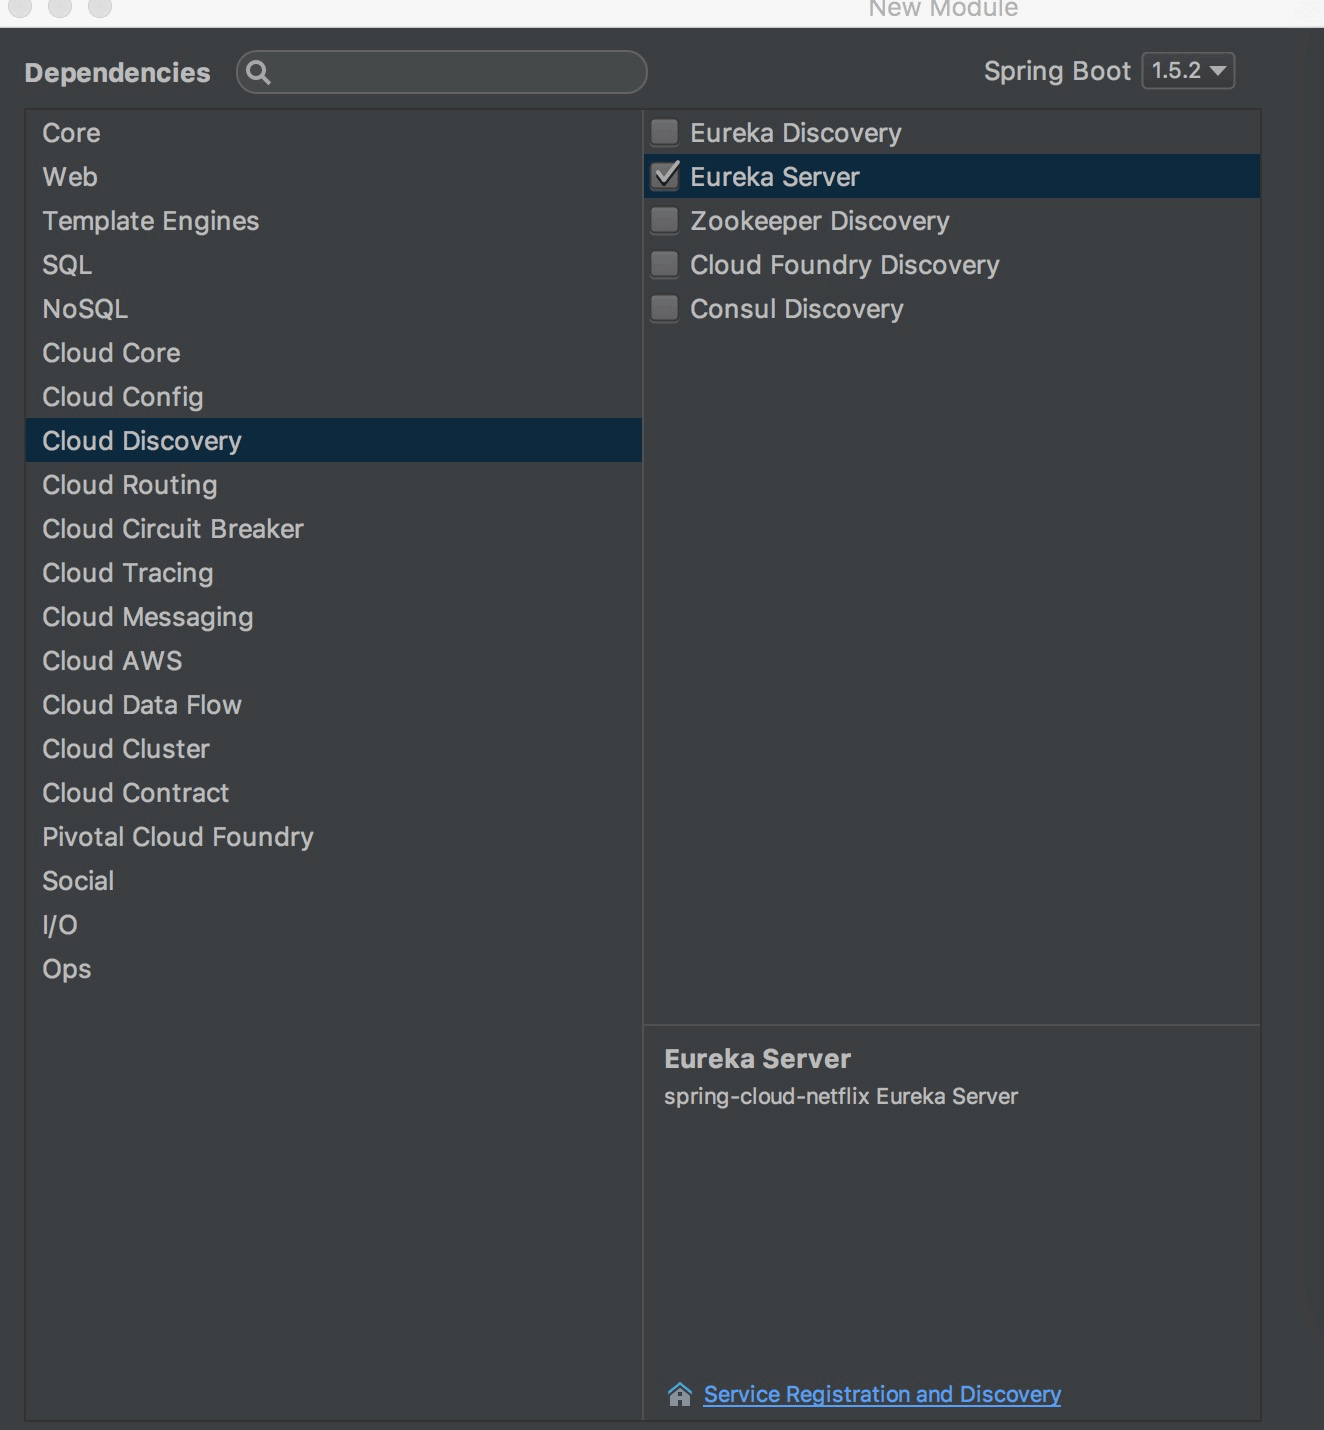 New Module
Dependencies
Spring Boot 1.5.2
Core
Web
Template Engines
SQL
NoSQL
Cloud Core
Cloud Config
Cloud Discovery
Cloud Routing
Cloud Circuit Breaker
Cloud Tracing
Cloud Messaging
Cloud AWS
Cloud Data Flow
Cloud Cluster
Cloud Contract
Pivotal Cloud Foundry
Social
I/O
Ops
Eureka Discovery
Eureka Server
Zookeeper Discovery
Cloud Foundry Discovery
Consul Discovery
Eureka Server
spring-cloud-netflix Eureka Server
Service Registration and Discovery